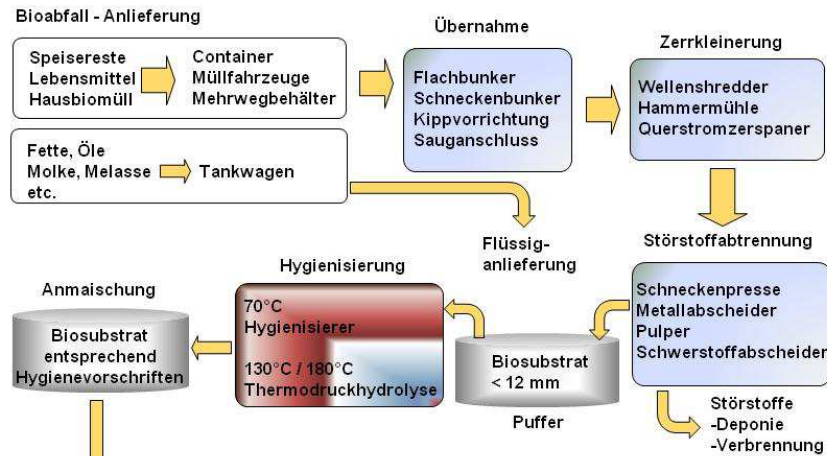 Bioabfall - Anlieferung
Speisereste
Lebensmittel
Hausbiomüll
Container
Müllfahrzeuge
Mehrwegbehälter
Fette, Öle
Molke, Melasse
etc.
Tankwagen
Übernahme
Flachbunker
Schneckenbunker
Kippvorrichtung
Sauganschluss
Zerrkleinerung
Wellenshredder
Hammermühle
Querstromzerspaner
Flüssig-
anlieferung
Störstoffabtrennung
Schneckenpresse
Metallabscheider
Pulper
Schwerstoffabscheider
Störstoffe
-Deponie
-Verbrennung
Biosubstrat
< 12 mm
Puffer
Hygienisierung
70°C
Hygienisierer
130°C / 180°C
Thermodruckhydrolyse
Anmaischung
Biosubstrat
entsprechend
Hygienevorschriften